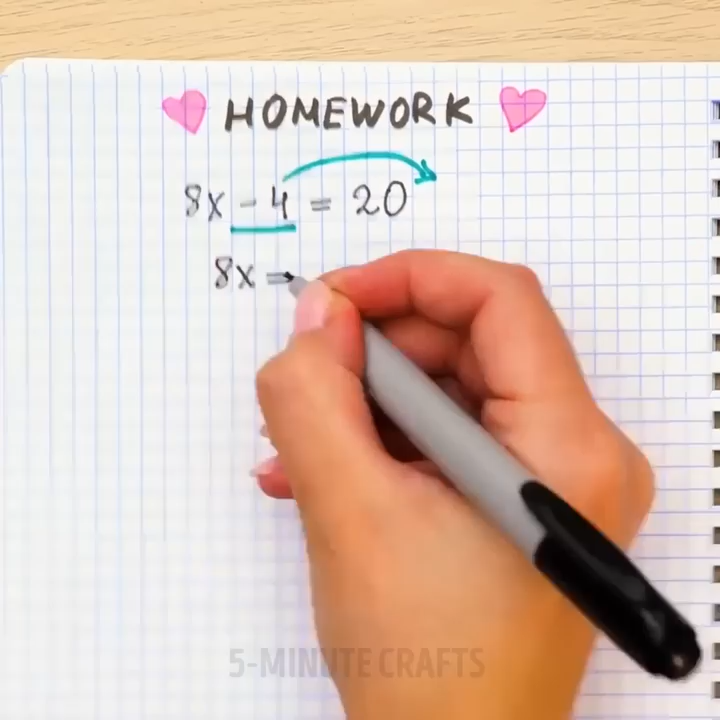 HOMEWORK
8x - 4 = 20
8x =
5-MINUTE CRAFTS